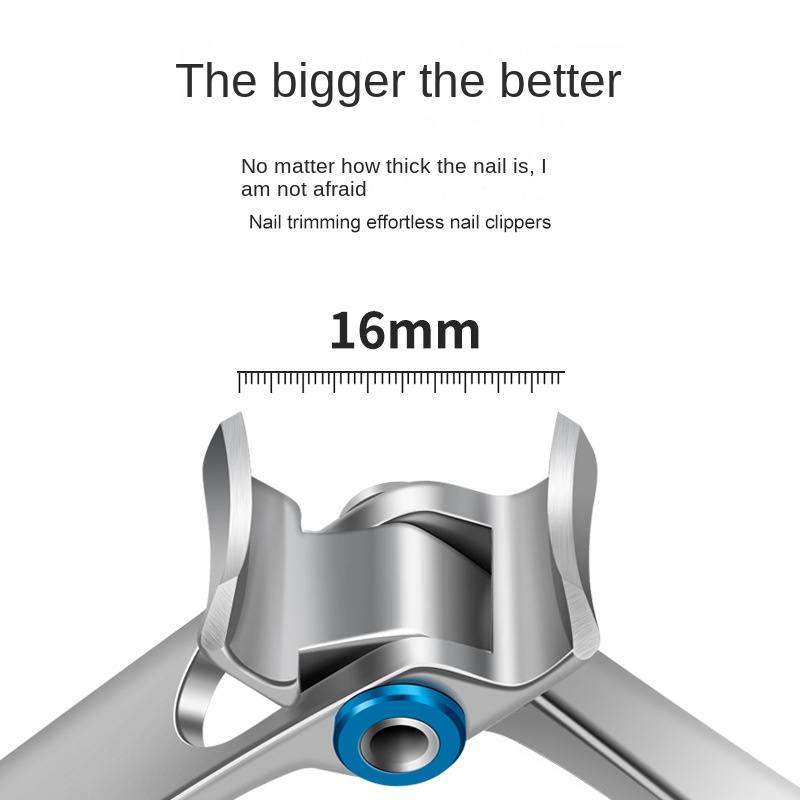 The bigger the better
No matter how thick the nail is, I
am not afraid
Nail trimming effortless nail clippers
16mm